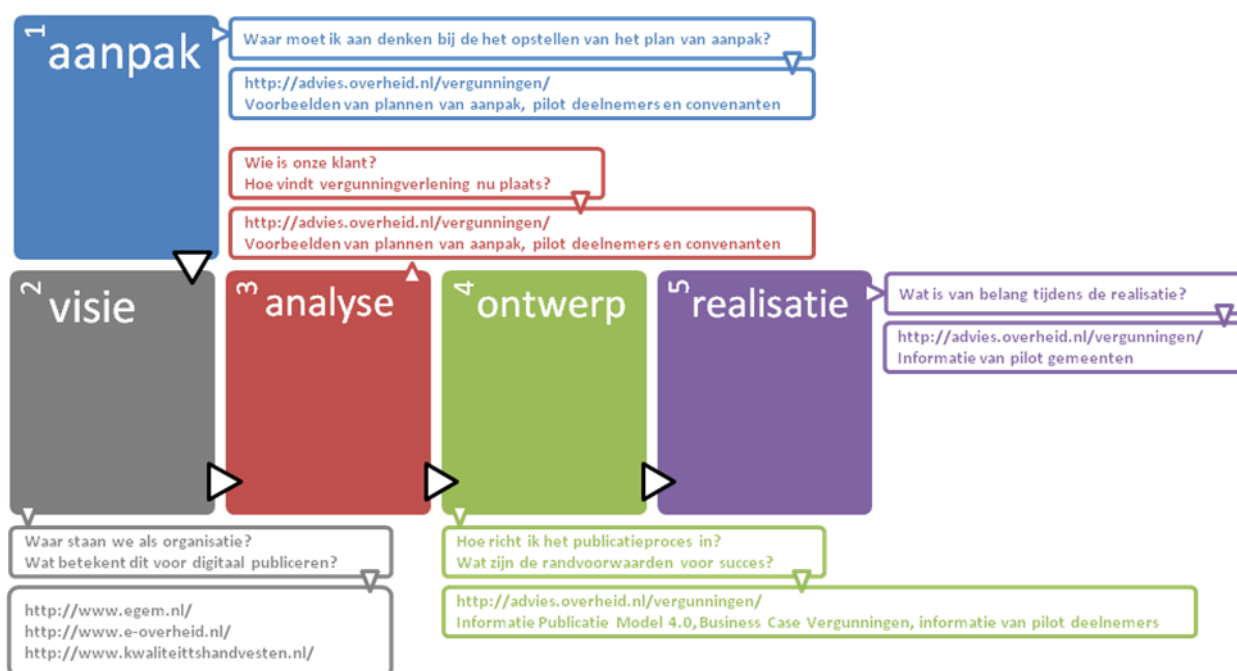 1
aanpak
Waar moet ik aan denken bij de het opstellen van het plan van aanpak?
http://advies.overheid.nl/vergunningen/
Voorbeelden van plannen van aanpak, pilot deelnemers en convenanten
Wie is onze klant?
Hoe vindt vergunningverlening nu plaats?
http://advies.overheid.nl/vergunningen/
Voorbeelden van plannen van aanpak, pilot deelnemers en convenanten
2
visie
3
analyse
4
ontwerp
5
realisatie
Wat is van belang tijdens de realisatie?
http://advies.overheid.nl/vergunningen/
Informatie van pilot gemeenten
Waar staan we als organisatie?
Wat betekent dit voor digitaal publiceren?
http://www.egem.nl/
http://www.e-overheid.nl/
http://www.kwaliteittshandvesten.nl/
Hoe richt ik het publicatieproces in?
Wat zijn de randvoorwaarden voor succes?
http://advies.overheid.nl/vergunningen/
Informatie Publicatie Model 4.0, Business Case Vergunningen, informatie van pilot deelnemers